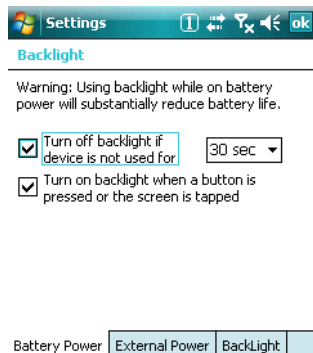 Settings 1 ok
Backlight
Warning: Using backlight while on battery
power will substantially reduce battery life.
Turn off backlight if
device is not used for 30 sec
Turn on backlight when a button is
pressed or the screen is tapped
Battery Power External Power BackLight